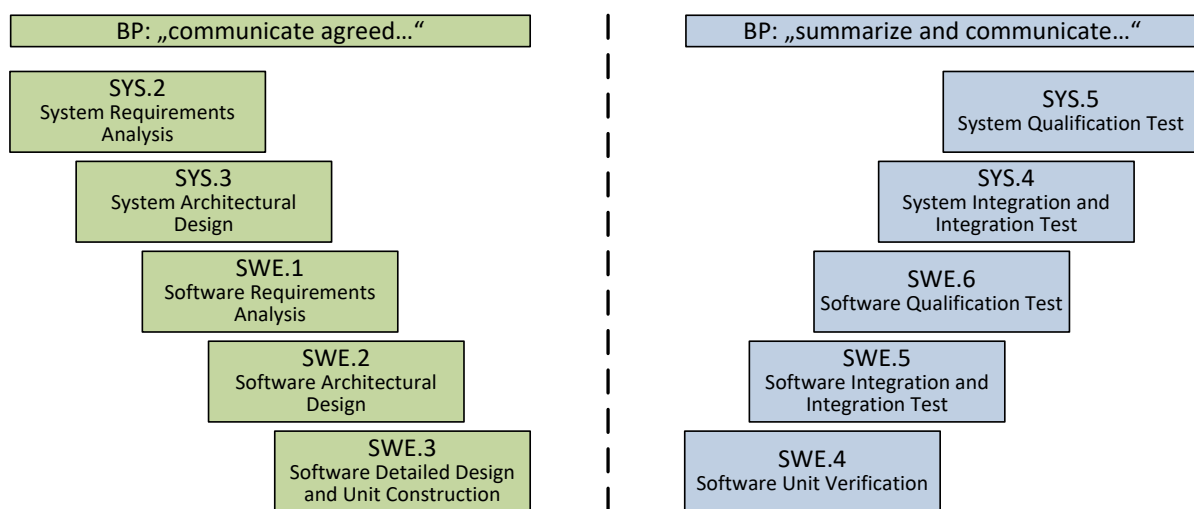 BP: „communicate agreed…“
SYS.2
System Requirements
Analysis
SYS.3
System Architectural
Design
SWE.1
Software Requirements
Analysis
SWE.2
Software Architectural
Design
SWE.3
Software Detailed Design
and Unit Construction
BP: „summarize and communicate…“
SYS.5
System Qualification Test
SYS.4
System Integration and
Integration Test
SWE.6
Software Qualification Test
SWE.5
Software Integration and
Integration Test
SWE.4
Software Unit Verification